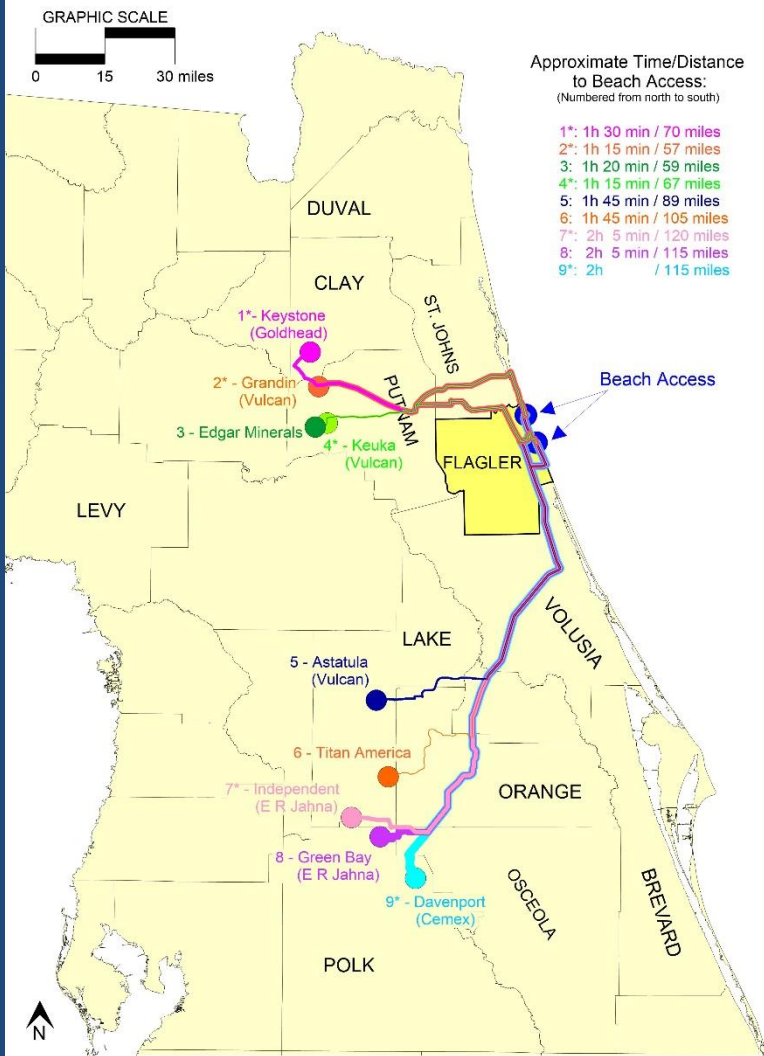 GRAPHIC SCALE
0 15 30 miles
Approximate Time/Distance
to Beach Access:
(Numbered from north to south)
1*: 1h 30 min / 70 miles
2*: 1h 15 min / 57 miles
3: 1h 20 min / 59 miles
4*: 1h 15 min / 67 miles
5: 1h 45 min / 89 miles
6: 1h 45 min / 105 miles
7*: 2h 5 min / 120 miles
8: 2h 5 min / 115 miles
9*: 2h / 115 miles
DUVAL
CLAY
ST. JOHNS
1*- Keystone
(Goldhead)
2* - Grandin
(Vulcan)
PUTNAM
Beach Access
3 - Edgar Minerals
4* - Keuka
(Vulcan)
FLAGLER
LEVY
VOLUSIA
LAKE
5 - Astatula
(Vulcan)
6 - Titan America
7* - Independent
(E R Jahna)
ORANGE
8 - Green Bay
(E R Jahna)
9* - Davenport
(Cemex)
OSCEOLA
BREVARD
POLK
N